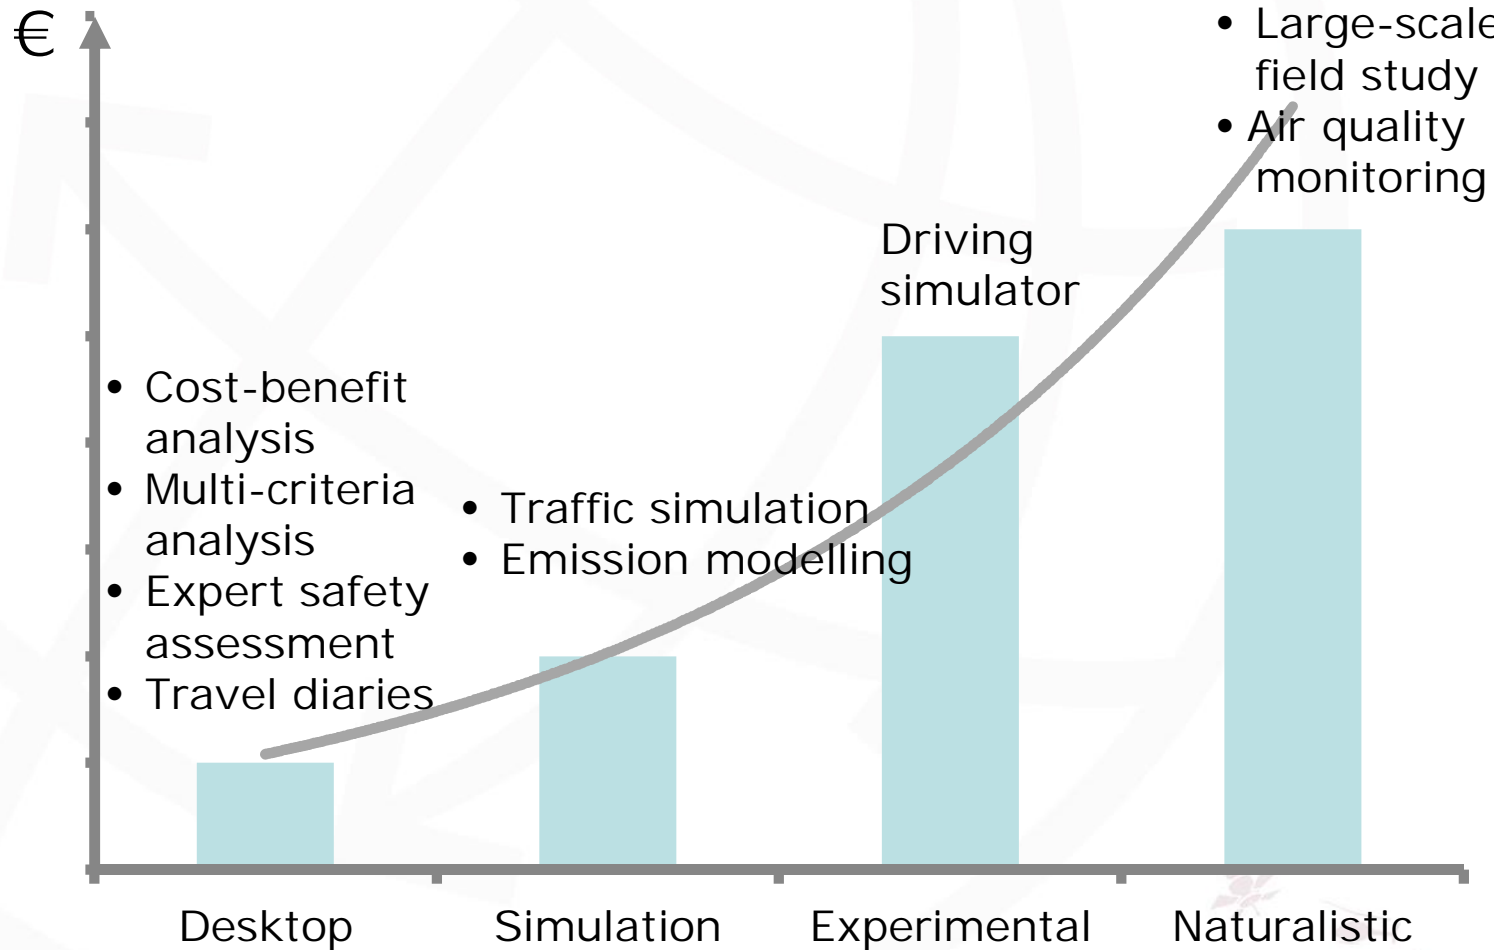 €
• Large-scale
field study
• Air quality
monitoring
Driving
simulator
• Cost-benefit
analysis
• Multi-criteria
analysis
• Expert safety
assessment
• Travel diaries
• Traffic simulation
• Emission modelling
Desktop
Simulation
Experimental
Naturalistic